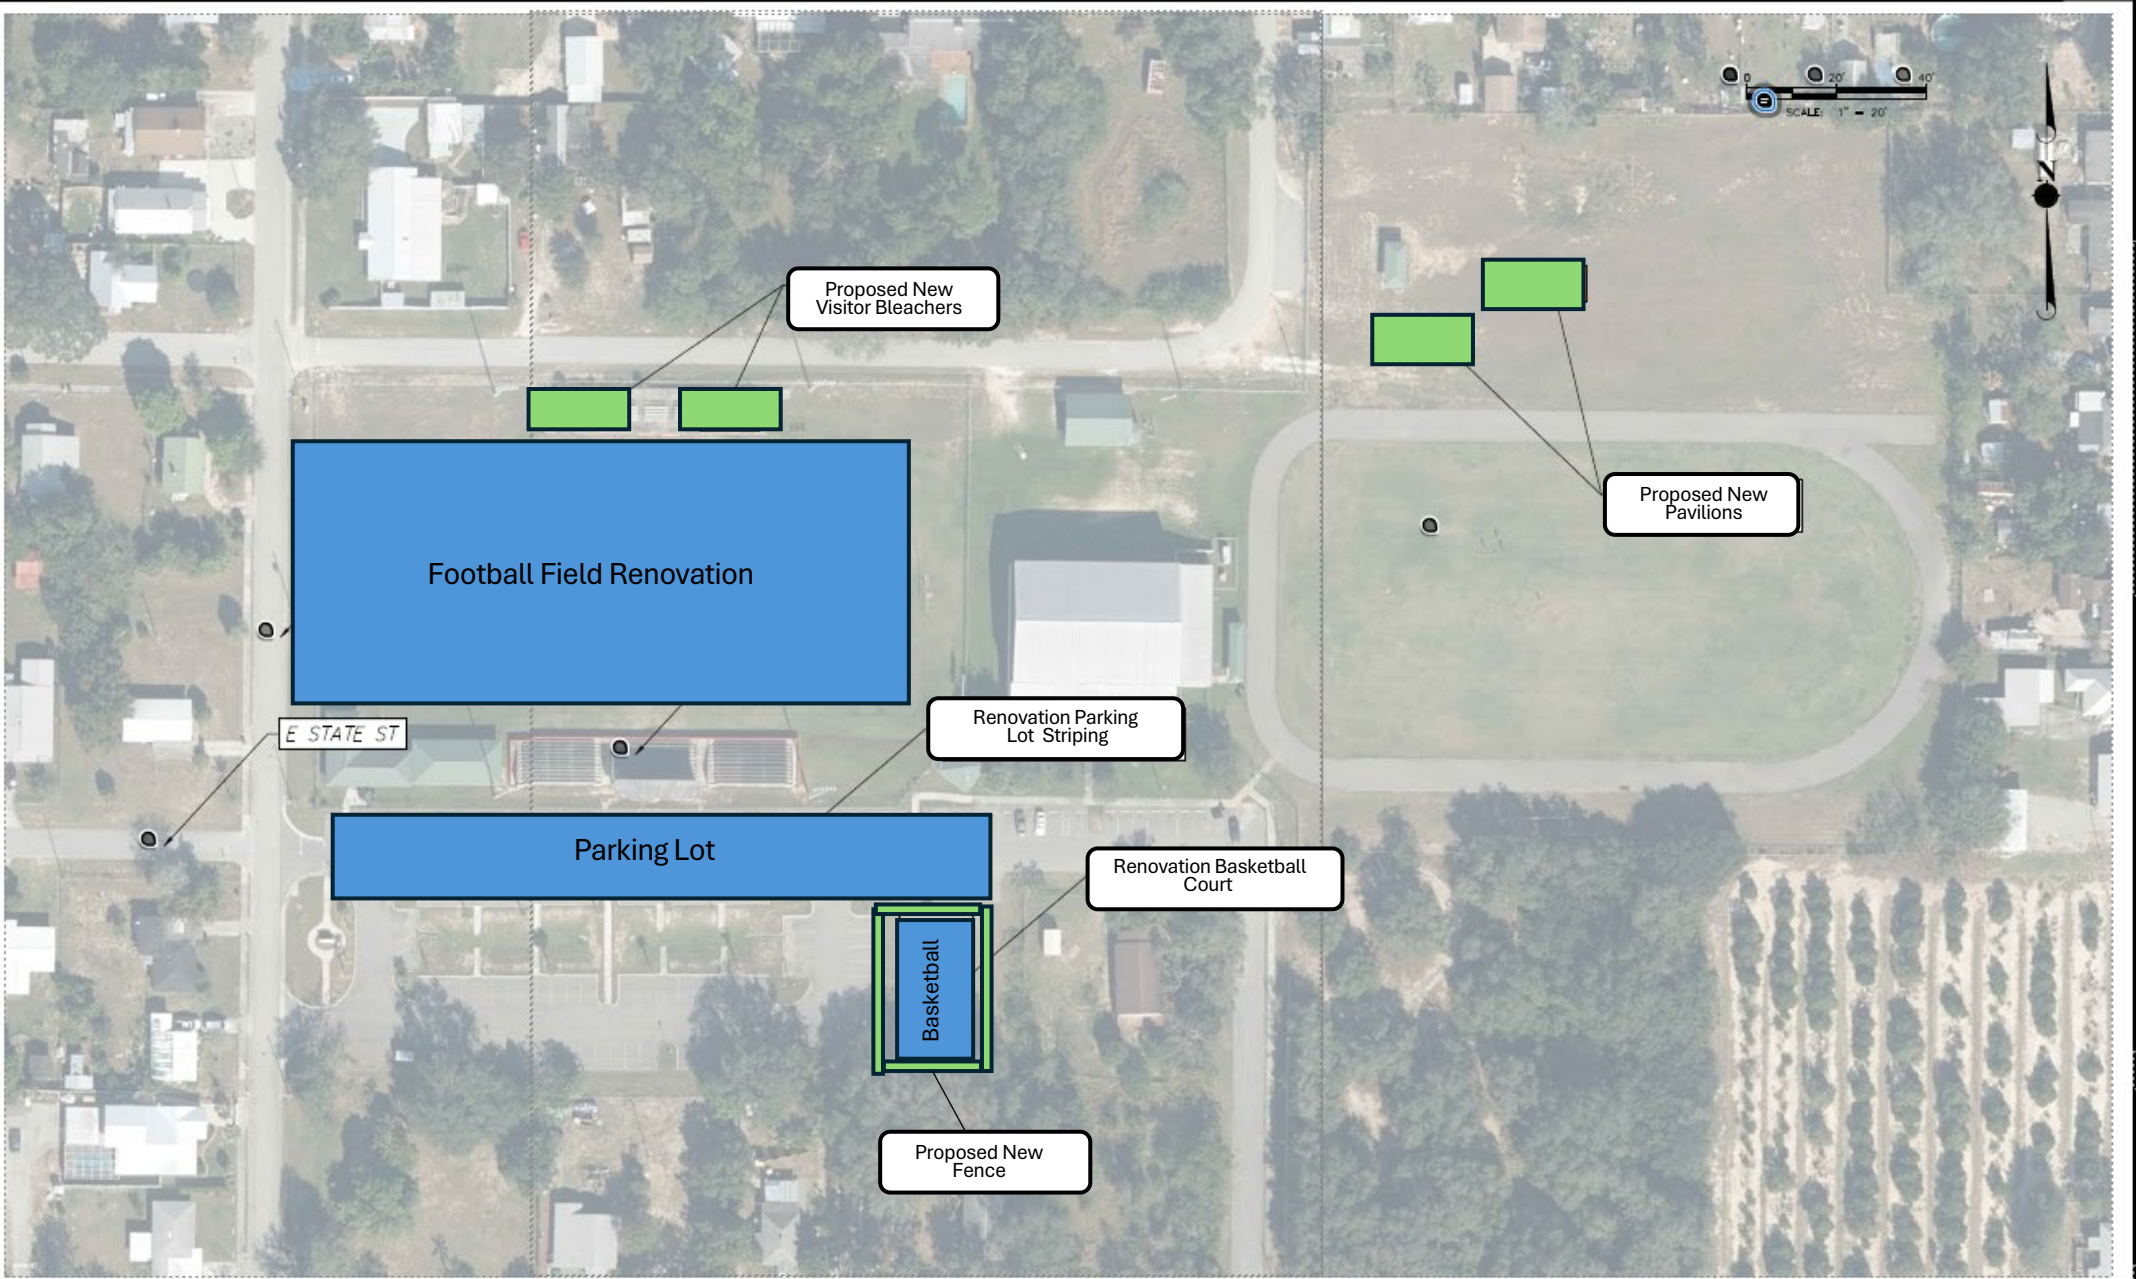 0 20' 40'
SCALE: 1" = 20'
N
Proposed New
Visitor Bleachers
Proposed New
Pavilions
Football Field Renovation
E STATE ST
Renovation Parking
Lot Striping
Parking Lot
Renovation Basketball
Court
Basketball
Proposed New
Fence